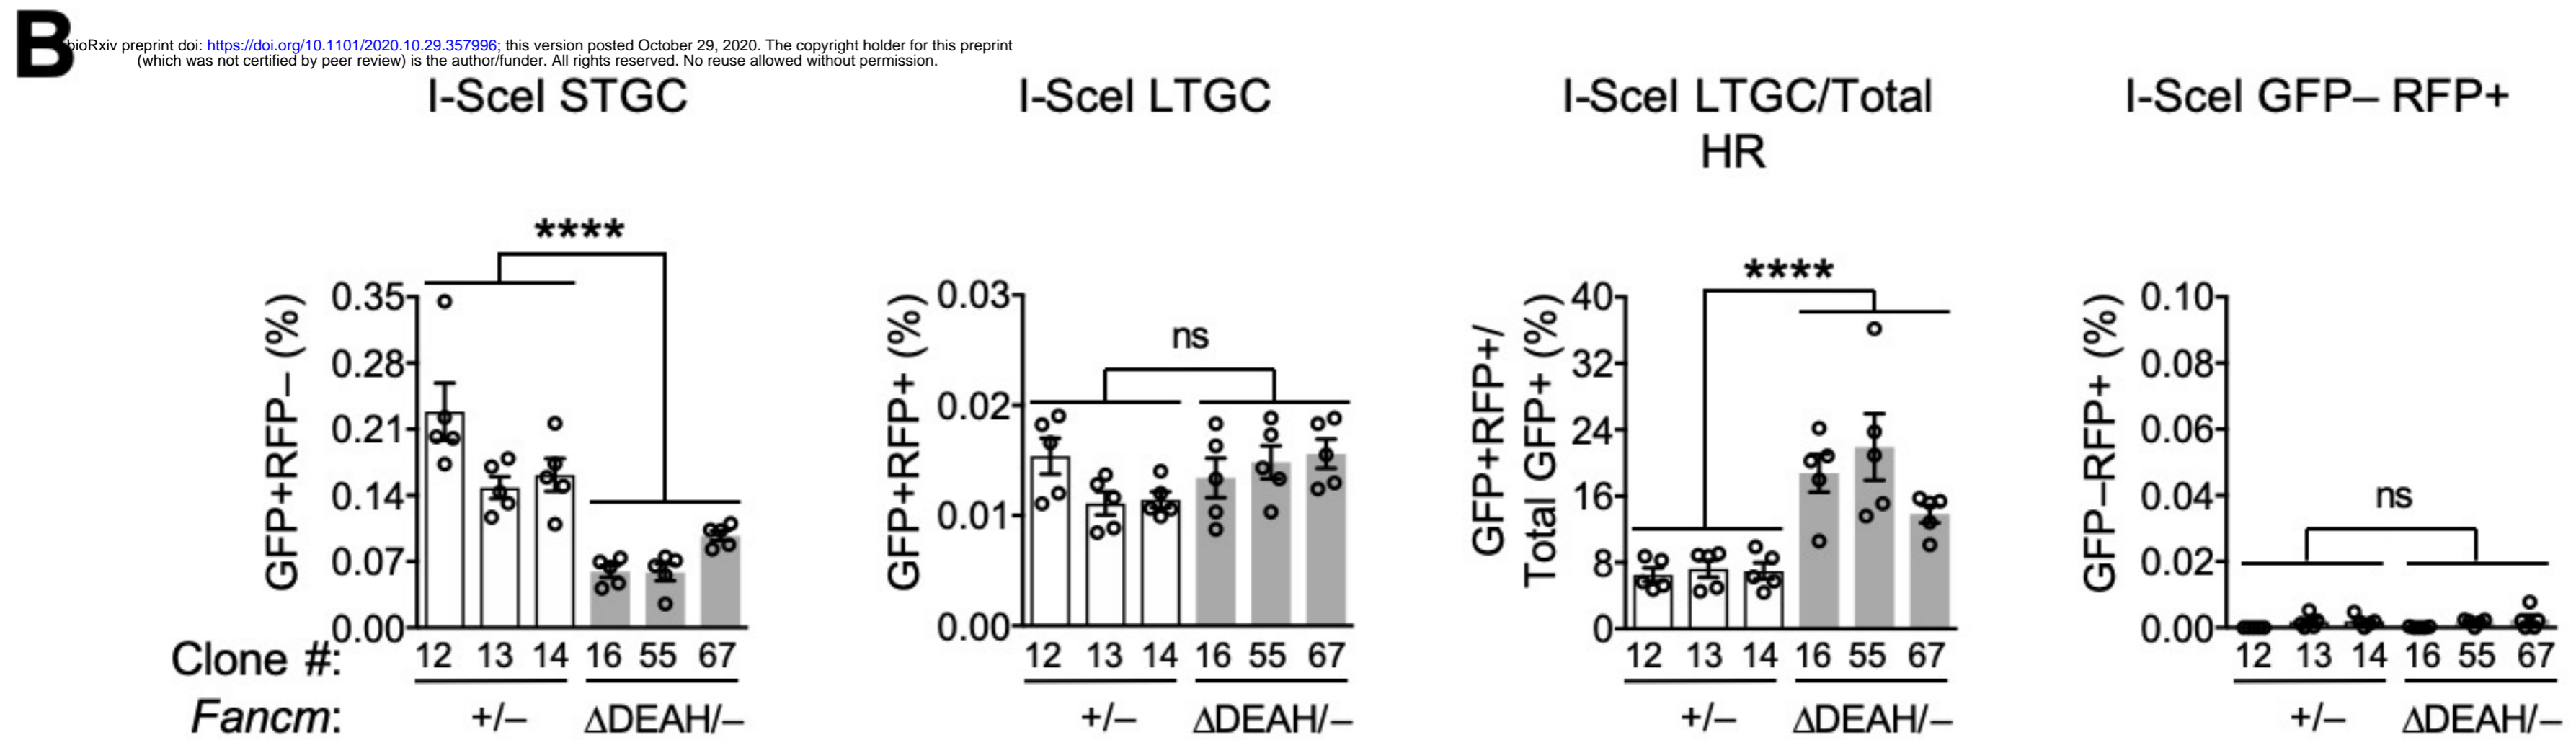 B
bioRxiv preprint doi: https://doi.org/10.1101/2020.10.29.357996; this version posted October 29, 2020. The copyright holder for this preprint
(which was not certified by peer review) is the author/funder. All rights reserved. No reuse allowed without permission.
I-SceI STGC
GFP+RFP– (%)
0.35
0.28
0.21
0.14
0.07
0.00
****
Clone #: 12 13 14 16 55 67
Fancm: +/– ΔDEAH/–
I-SceI LTGC
GFP+RFP+ (%)
0.03
0.02
0.01
0.00
ns
12 13 14 16 55 67
+/– ΔDEAH/–
I-SceI LTGC/Total
HR
GFP+RFP+/
Total GFP+ (%)
40
32
24
16
8
0
****
12 13 14 16 55 67
+/– ΔDEAH/–
I-SceI GFP– RFP+
GFP–RFP+ (%)
0.10
0.08
0.06
0.04
0.02
0.00
ns
12 13 14 16 55 67
+/– ΔDEAH/–